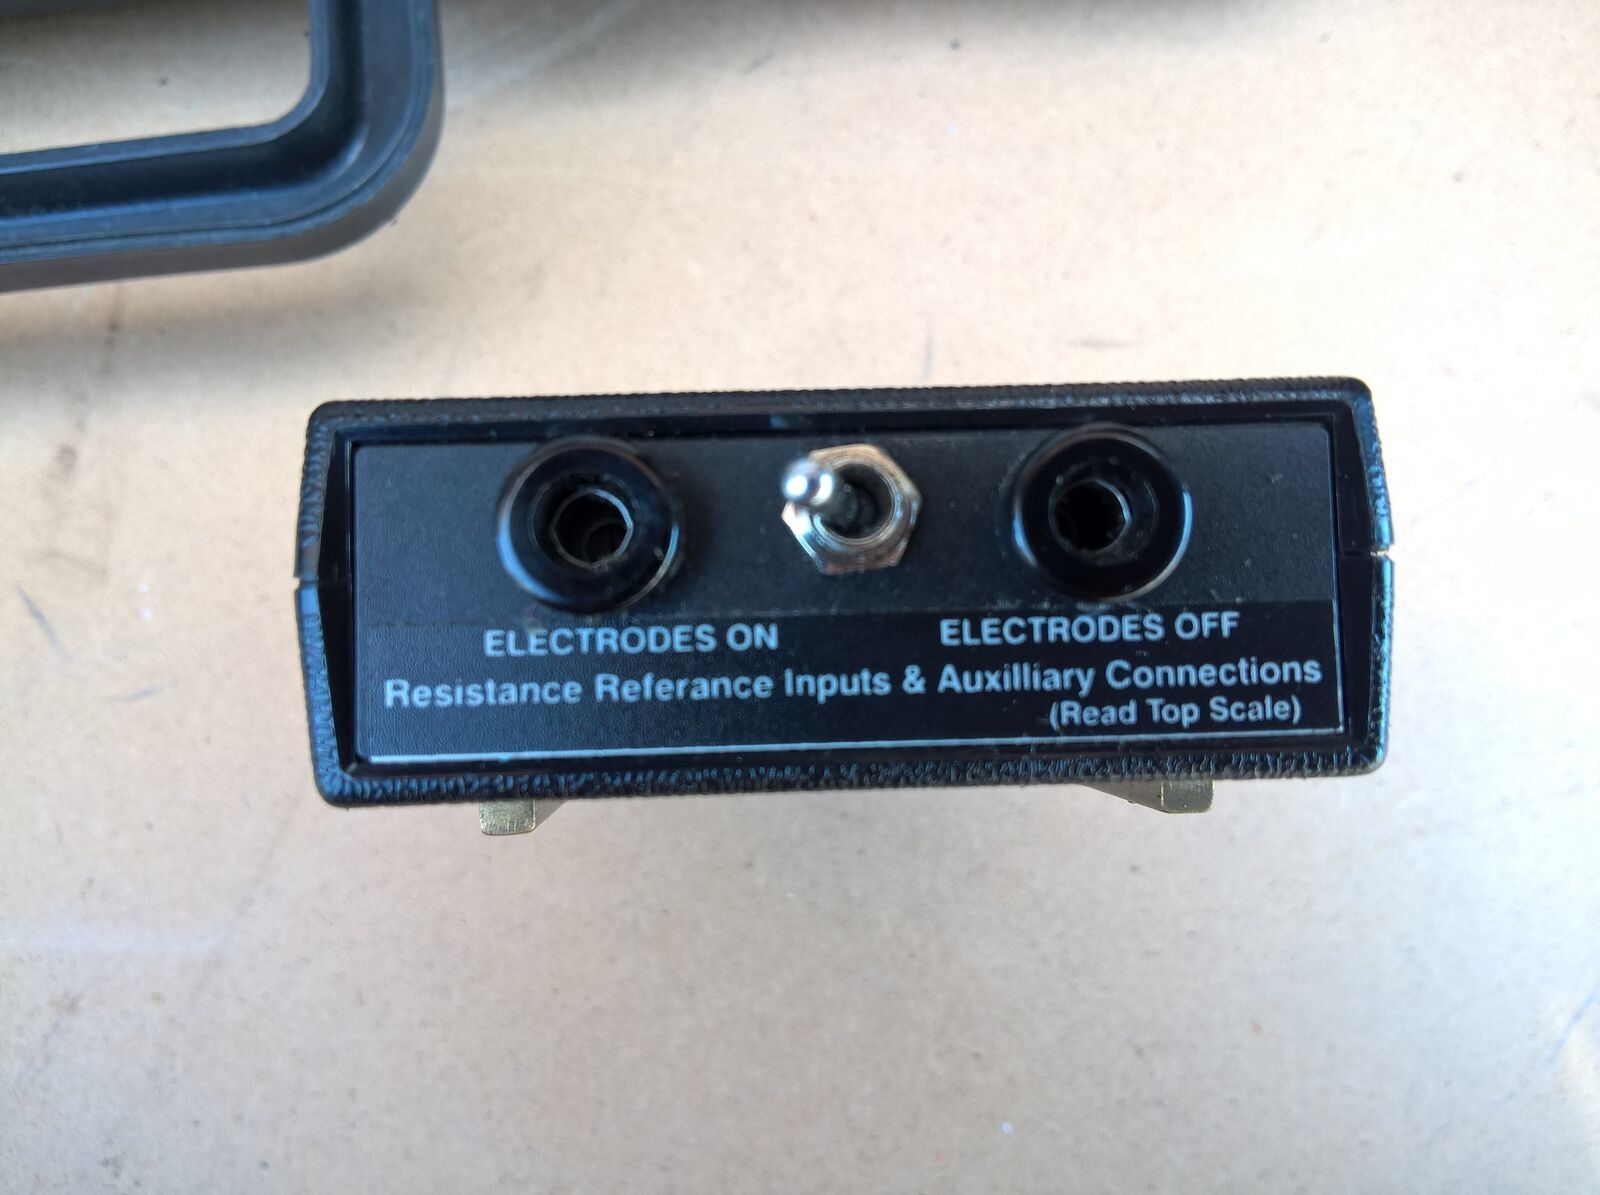 ELECTRODES ON ELECTRODES OFF
Resistance Referance Inputs & Auxilliary Connections
(Read Top Scale)